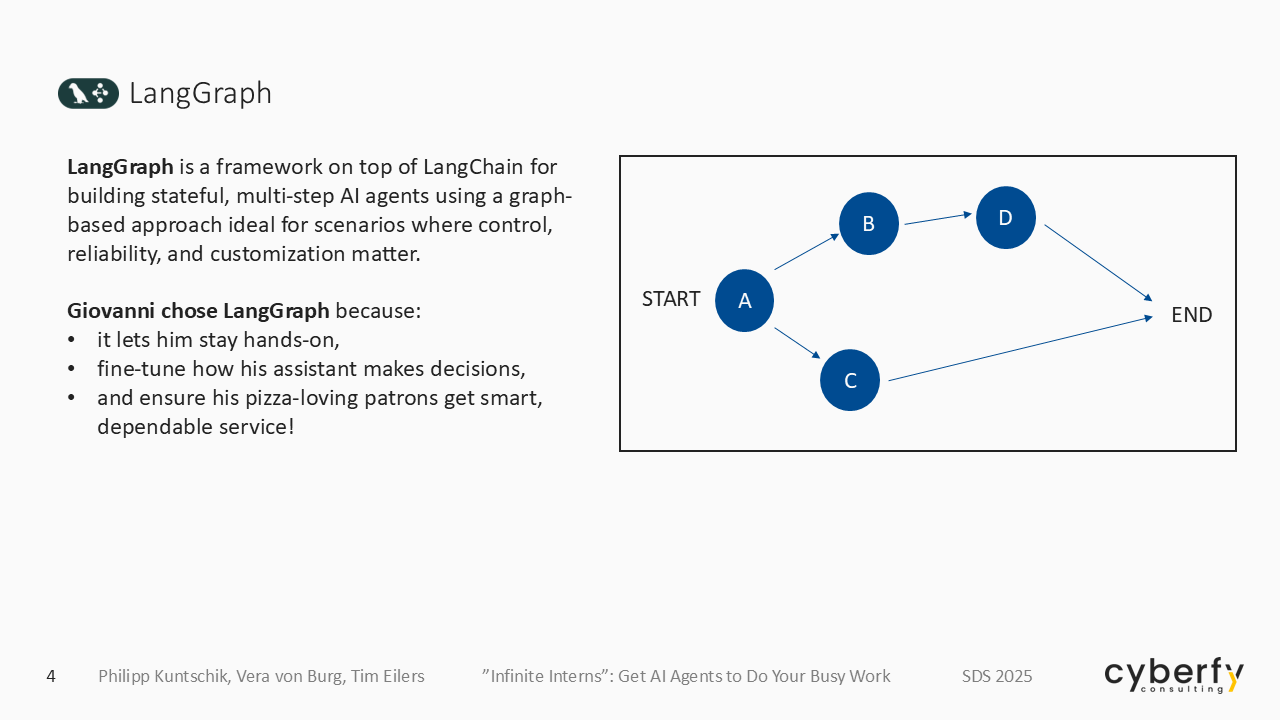 LangGraph
LangGraph is a framework on top of LangChain for
building stateful, multi-step AI agents using a graph-
based approach ideal for scenarios where control,
reliability, and customization matter.
Giovanni chose LangGraph because:
• it lets him stay hands-on,
• fine-tune how his assistant makes decisions,
• and ensure his pizza-loving patrons get smart,
dependable service!
START
A
B
C
D
END
4
Philipp Kuntschik, Vera von Burg, Tim Eilers
”Infinite Interns”: Get AI Agents to Do Your Busy Work
SDS 2025
cyberfy
consulting